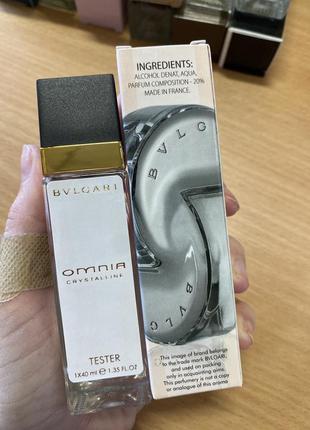 BVLGARI
OMNIA
CRYSTALLINE
TESTER
1X40 ml ℮ 1.35 FL.OZ
INGREDIENTS:
ALCOHOL DENAT, AQUA,
PARFUM COMPOSITION - 20%
MADE IN FRANCE.
BVLG
BVLG
This image of brand belongs
to the trade mark BVLGARI,
and used on packing
only in acquainting aims.
This perfumery is not a copy
or analogue of this aroma